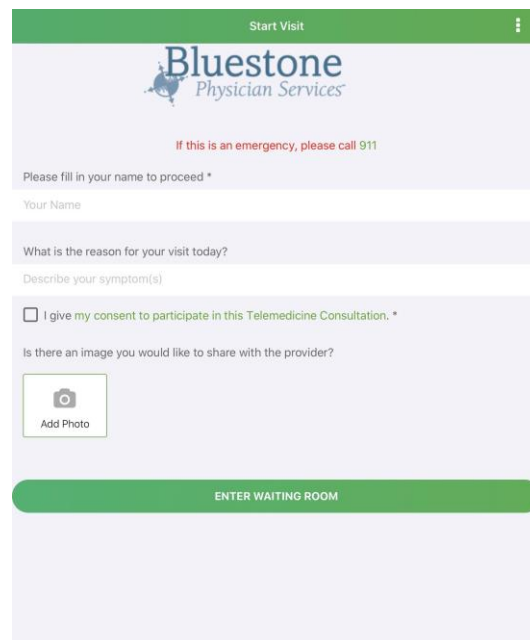 Start Visit
Bluestone
Physician Services
If this is an emergency, please call 911
Please fill in your name to proceed *
Your Name
What is the reason for your visit today?
Describe your symptom(s)
I give my consent to participate in this Telemedicine Consultation. *
Is there an image you would like to share with the provider?
Add Photo
ENTER WAITING ROOM